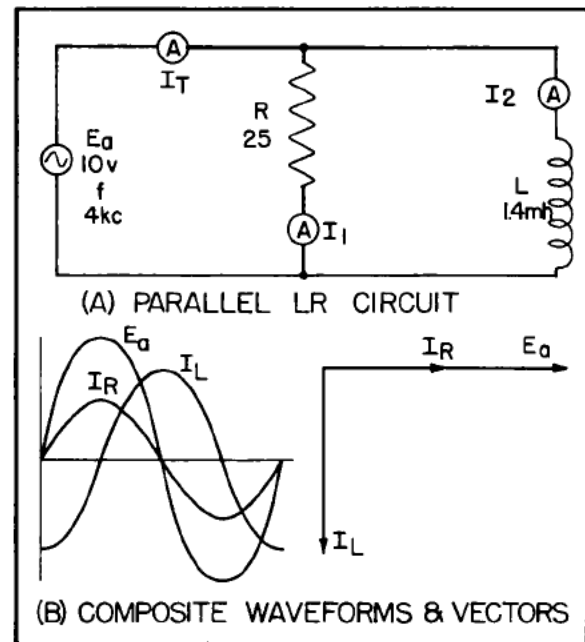 A
IT
R
25
A I1
I2 A
L
1.4mh
Ea
10v
f
4kc
(A) PARALLEL LR CIRCUIT
Ea
IR
IL
IR Ea
IL
(B) COMPOSITE WAVEFORMS & VECTORS